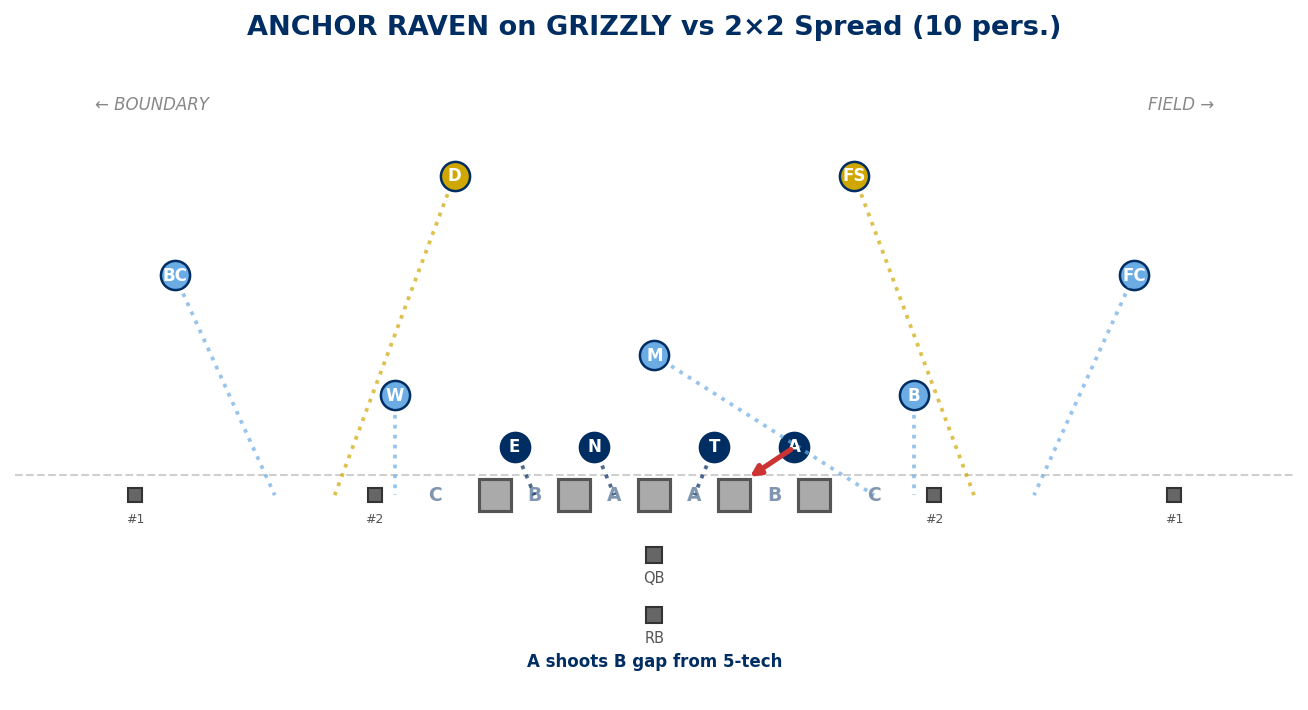 ANCHOR RAVEN on GRIZZLY vs 2×2 Spread (10 pers.)
← BOUNDARY
FIELD →
D
FS
BC
FC
M
W
B
E
N
T
A
C
B
A
A
B
C
#1
#2
#2
#1
QB
RB
A shoots B gap from 5-tech